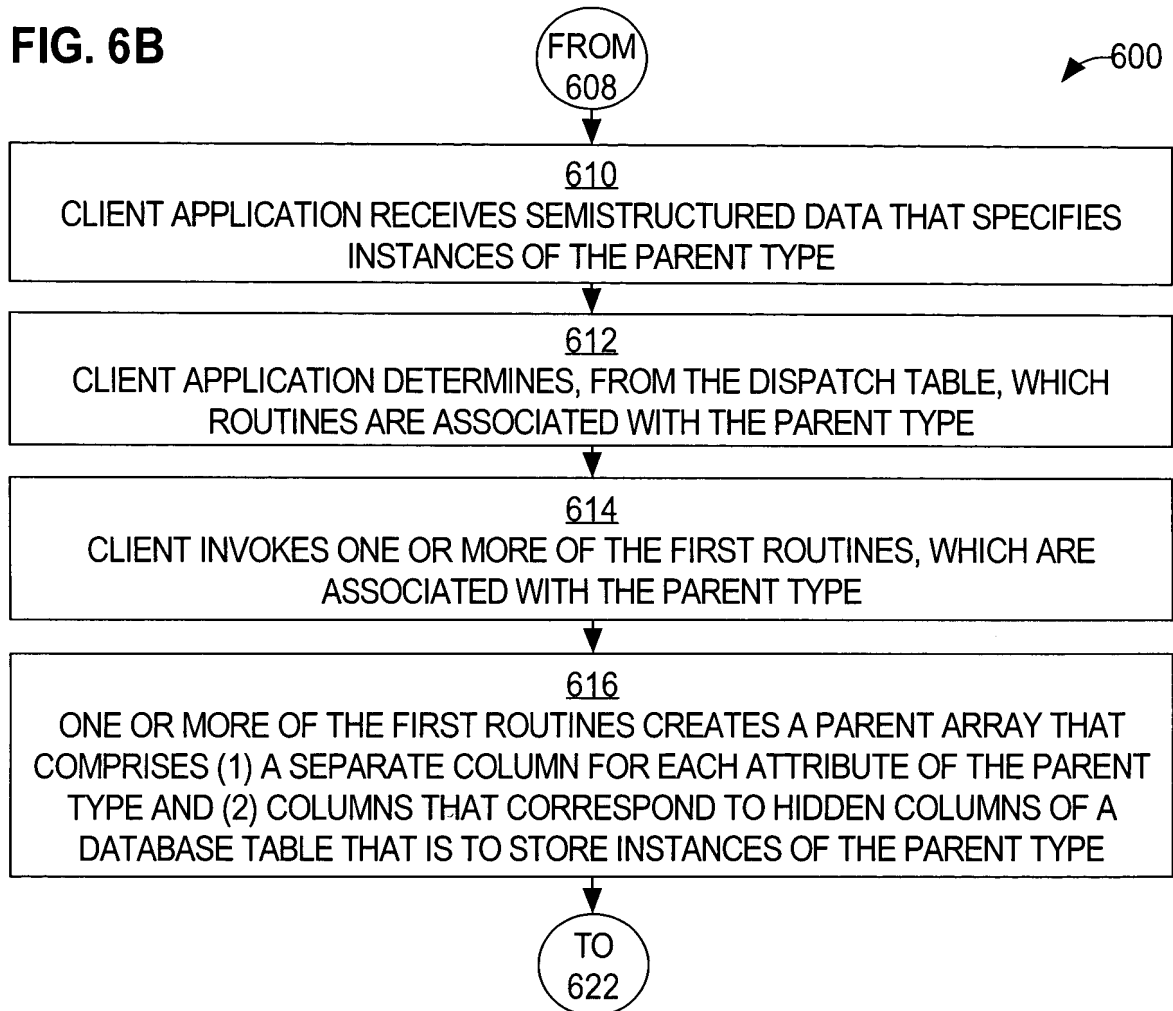 FIG. 6B
FROM
608
600
610
CLIENT APPLICATION RECEIVES SEMISTRUCTURED DATA THAT SPECIFIES
INSTANCES OF THE PARENT TYPE
612
CLIENT APPLICATION DETERMINES, FROM THE DISPATCH TABLE, WHICH
ROUTINES ARE ASSOCIATED WITH THE PARENT TYPE
614
CLIENT INVOKES ONE OR MORE OF THE FIRST ROUTINES, WHICH ARE
ASSOCIATED WITH THE PARENT TYPE
616
ONE OR MORE OF THE FIRST ROUTINES CREATES A PARENT ARRAY THAT
COMPRISES (1) A SEPARATE COLUMN FOR EACH ATTRIBUTE OF THE PARENT
TYPE AND (2) COLUMNS THAT CORRESPOND TO HIDDEN COLUMNS OF A
DATABASE TABLE THAT IS TO STORE INSTANCES OF THE PARENT TYPE
TO
622